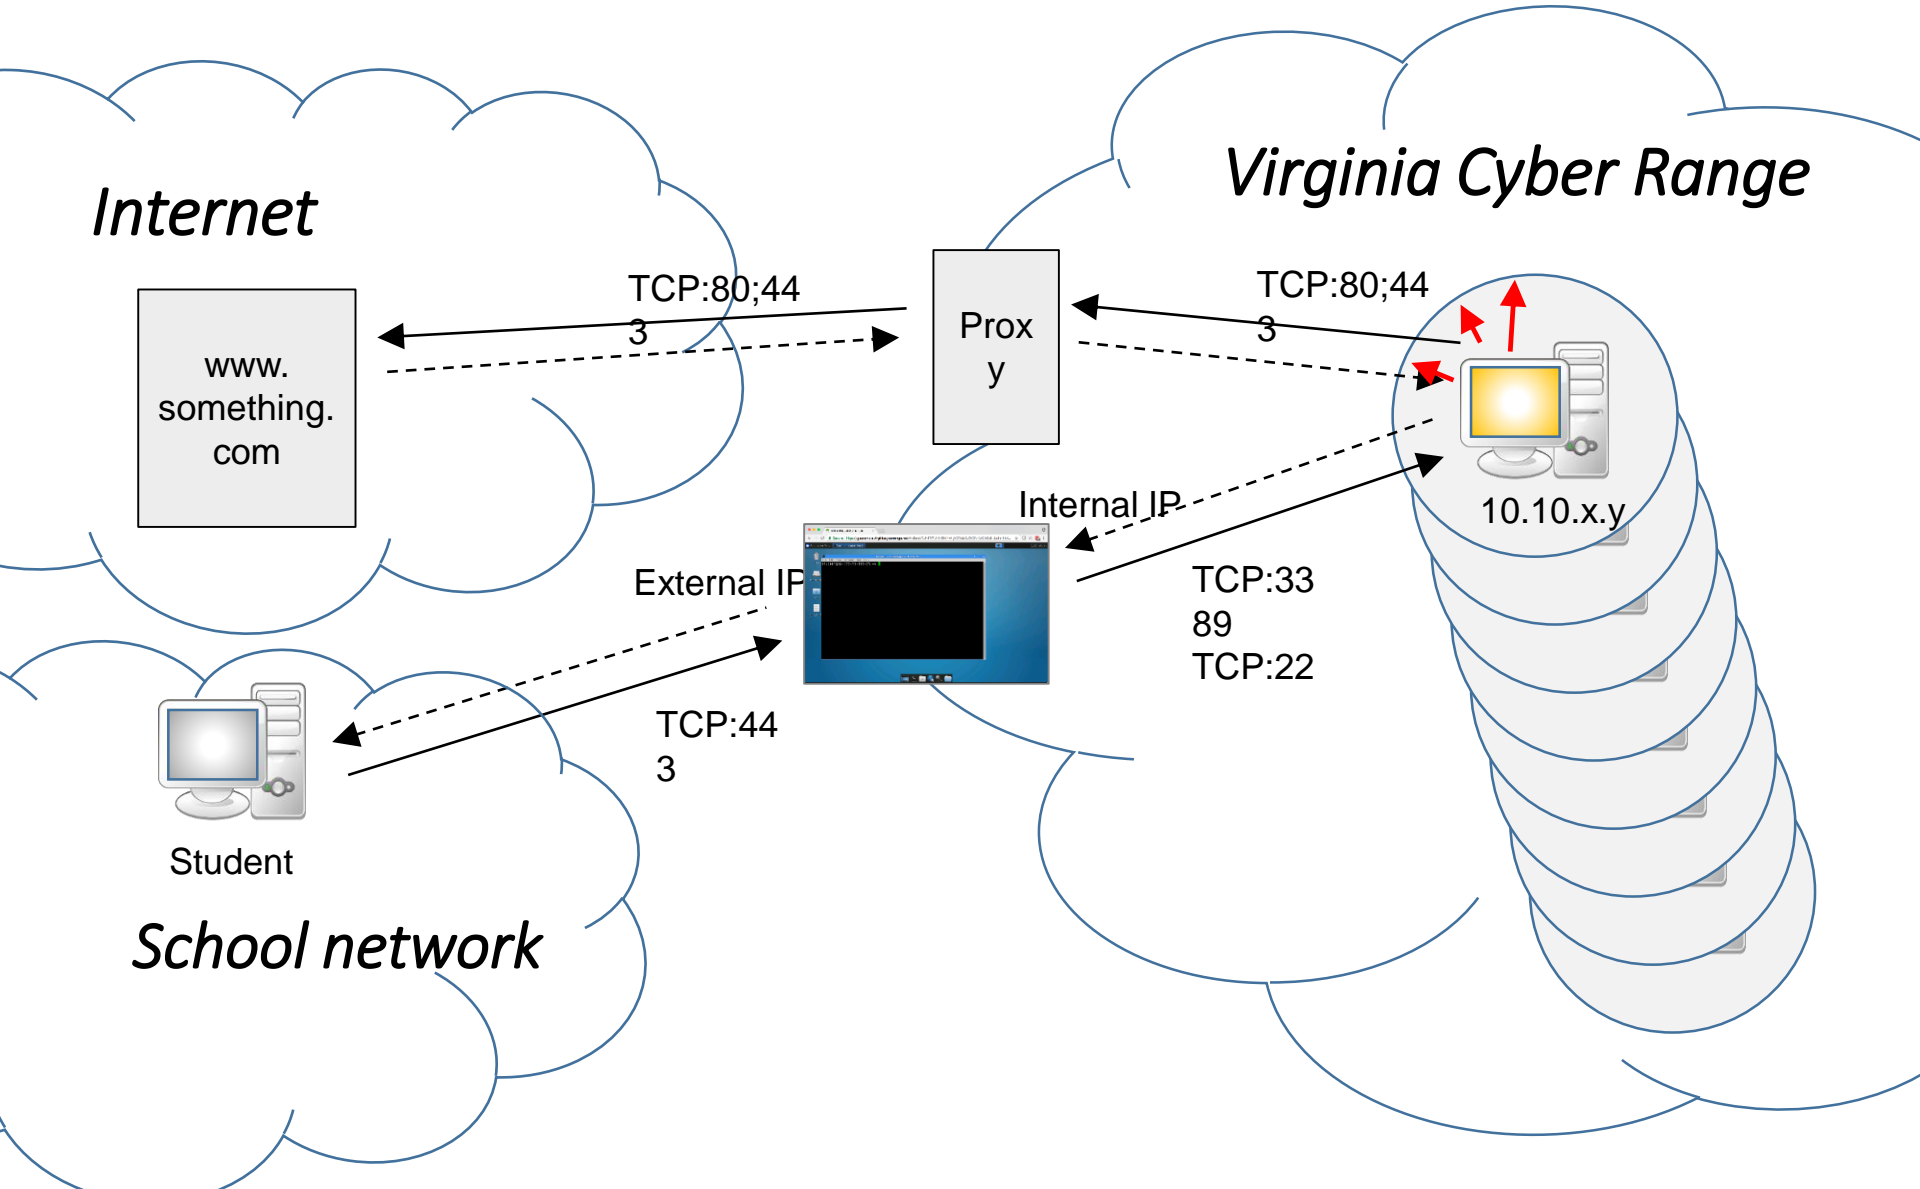 Virginia Cyber Range
Internet
TCP:80;44
3
TCP:80;44
3
Prox
y
www.
something.
com
Internal IP
10.10.x.y
External IP
TCP:33
89
TCP:22
TCP:44
3
Student
School network